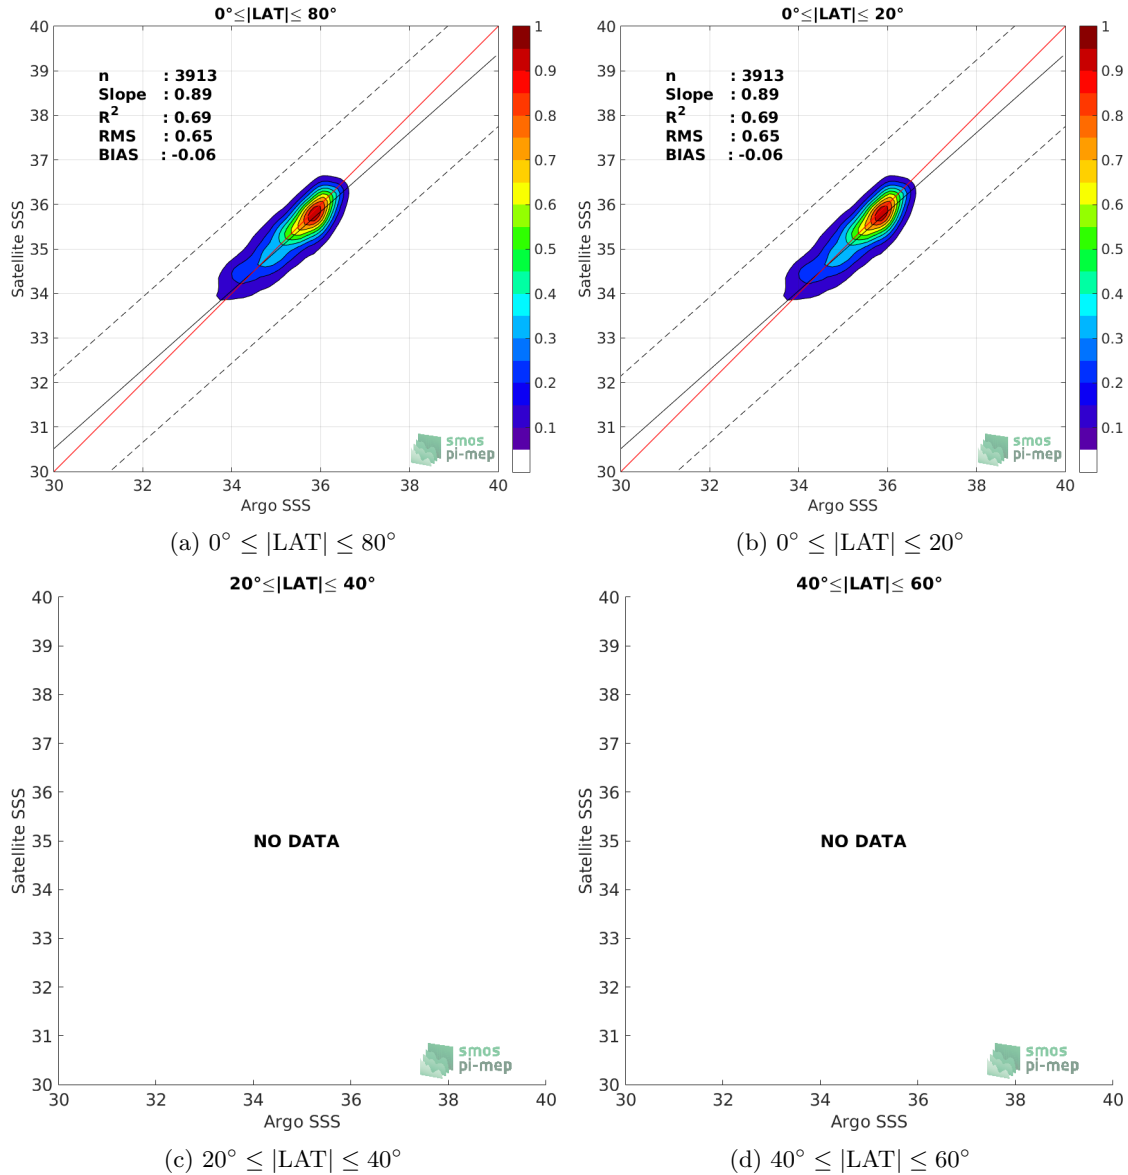 0°≤|LAT|≤ 80°
40
39
38
37
36
35
34
33
32
31
30
Satellite SSS
n : 3913
Slope : 0.89
R2 : 0.69
RMS : 0.65
BIAS : -0.06
smos
pi-mep
30 32 34 36 38 40
Argo SSS
1
0.9
0.8
0.7
0.6
0.5
0.4
0.3
0.2
0.1
(a) 0° ≤ |LAT| ≤ 80°
0°≤|LAT|≤ 20°
40
39
38
37
36
35
34
33
32
31
30
Satellite SSS
n : 3913
Slope : 0.89
R2 : 0.69
RMS : 0.65
BIAS : -0.06
smos
pi-mep
30 32 34 36 38 40
Argo SSS
1
0.9
0.8
0.7
0.6
0.5
0.4
0.3
0.2
0.1
(b) 0° ≤ |LAT| ≤ 20°
20°≤|LAT|≤ 40°
40
39
38
37
36
35
34
33
32
31
30
Satellite SSS
NO DATA
smos
pi-mep
30 32 34 36 38 40
Argo SSS
(c) 20° ≤ |LAT| ≤ 40°
40°≤|LAT|≤ 60°
40
39
38
37
36
35
34
33
32
31
30
Satellite SSS
NO DATA
smos
pi-mep
30 32 34 36 38 40
Argo SSS
(d) 40° ≤ |LAT| ≤ 60°